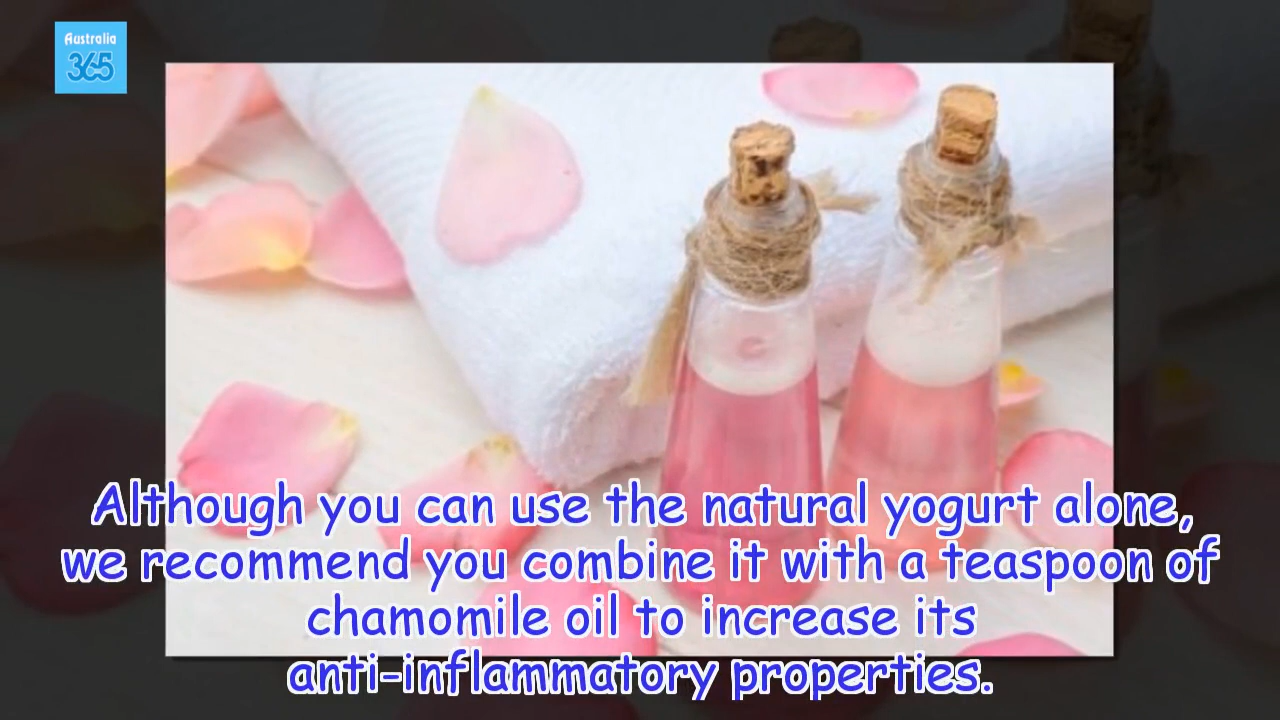 Australia
365
Although you can use the natural yogurt alone,
we recommend you combine it with a teaspoon of
chamomile oil to increase its
anti-inflammatory properties.